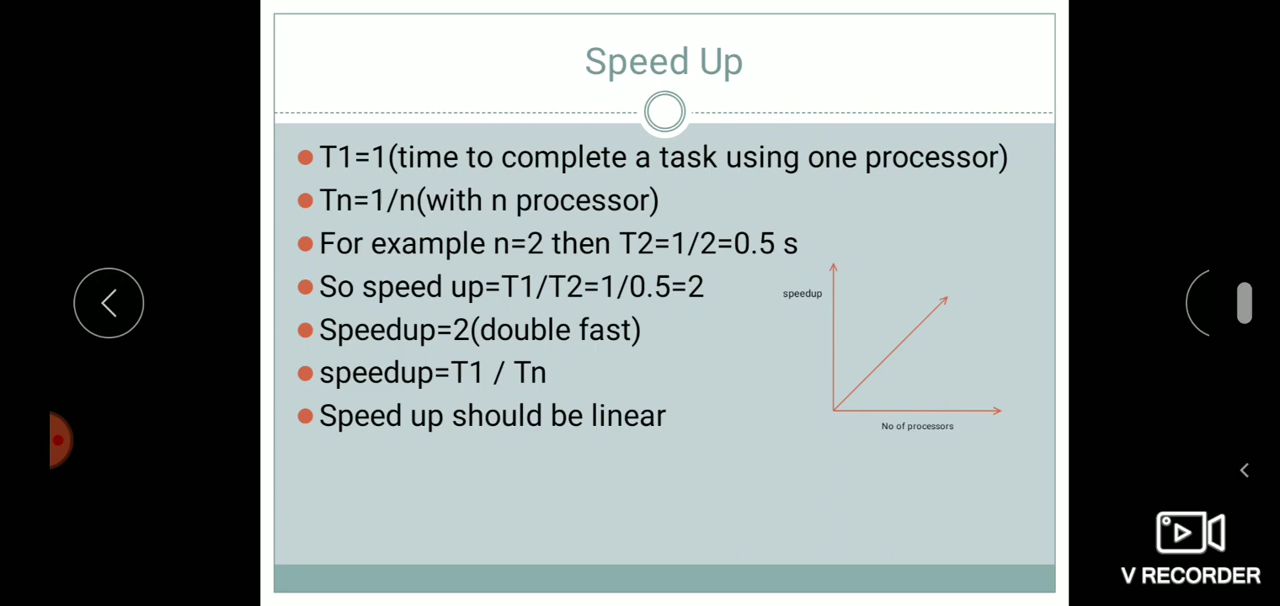 Speed Up
T1=1(time to complete a task using one processor)
Tn=1/n(with n processor)
For example n=2 then T2=1/2=0.5 s
So speed up=T1/T2=1/0.5=2
Speedup=2(double fast)
speedup=T1 / Tn
Speed up should be linear
speedup
No of processors
V RECORDER